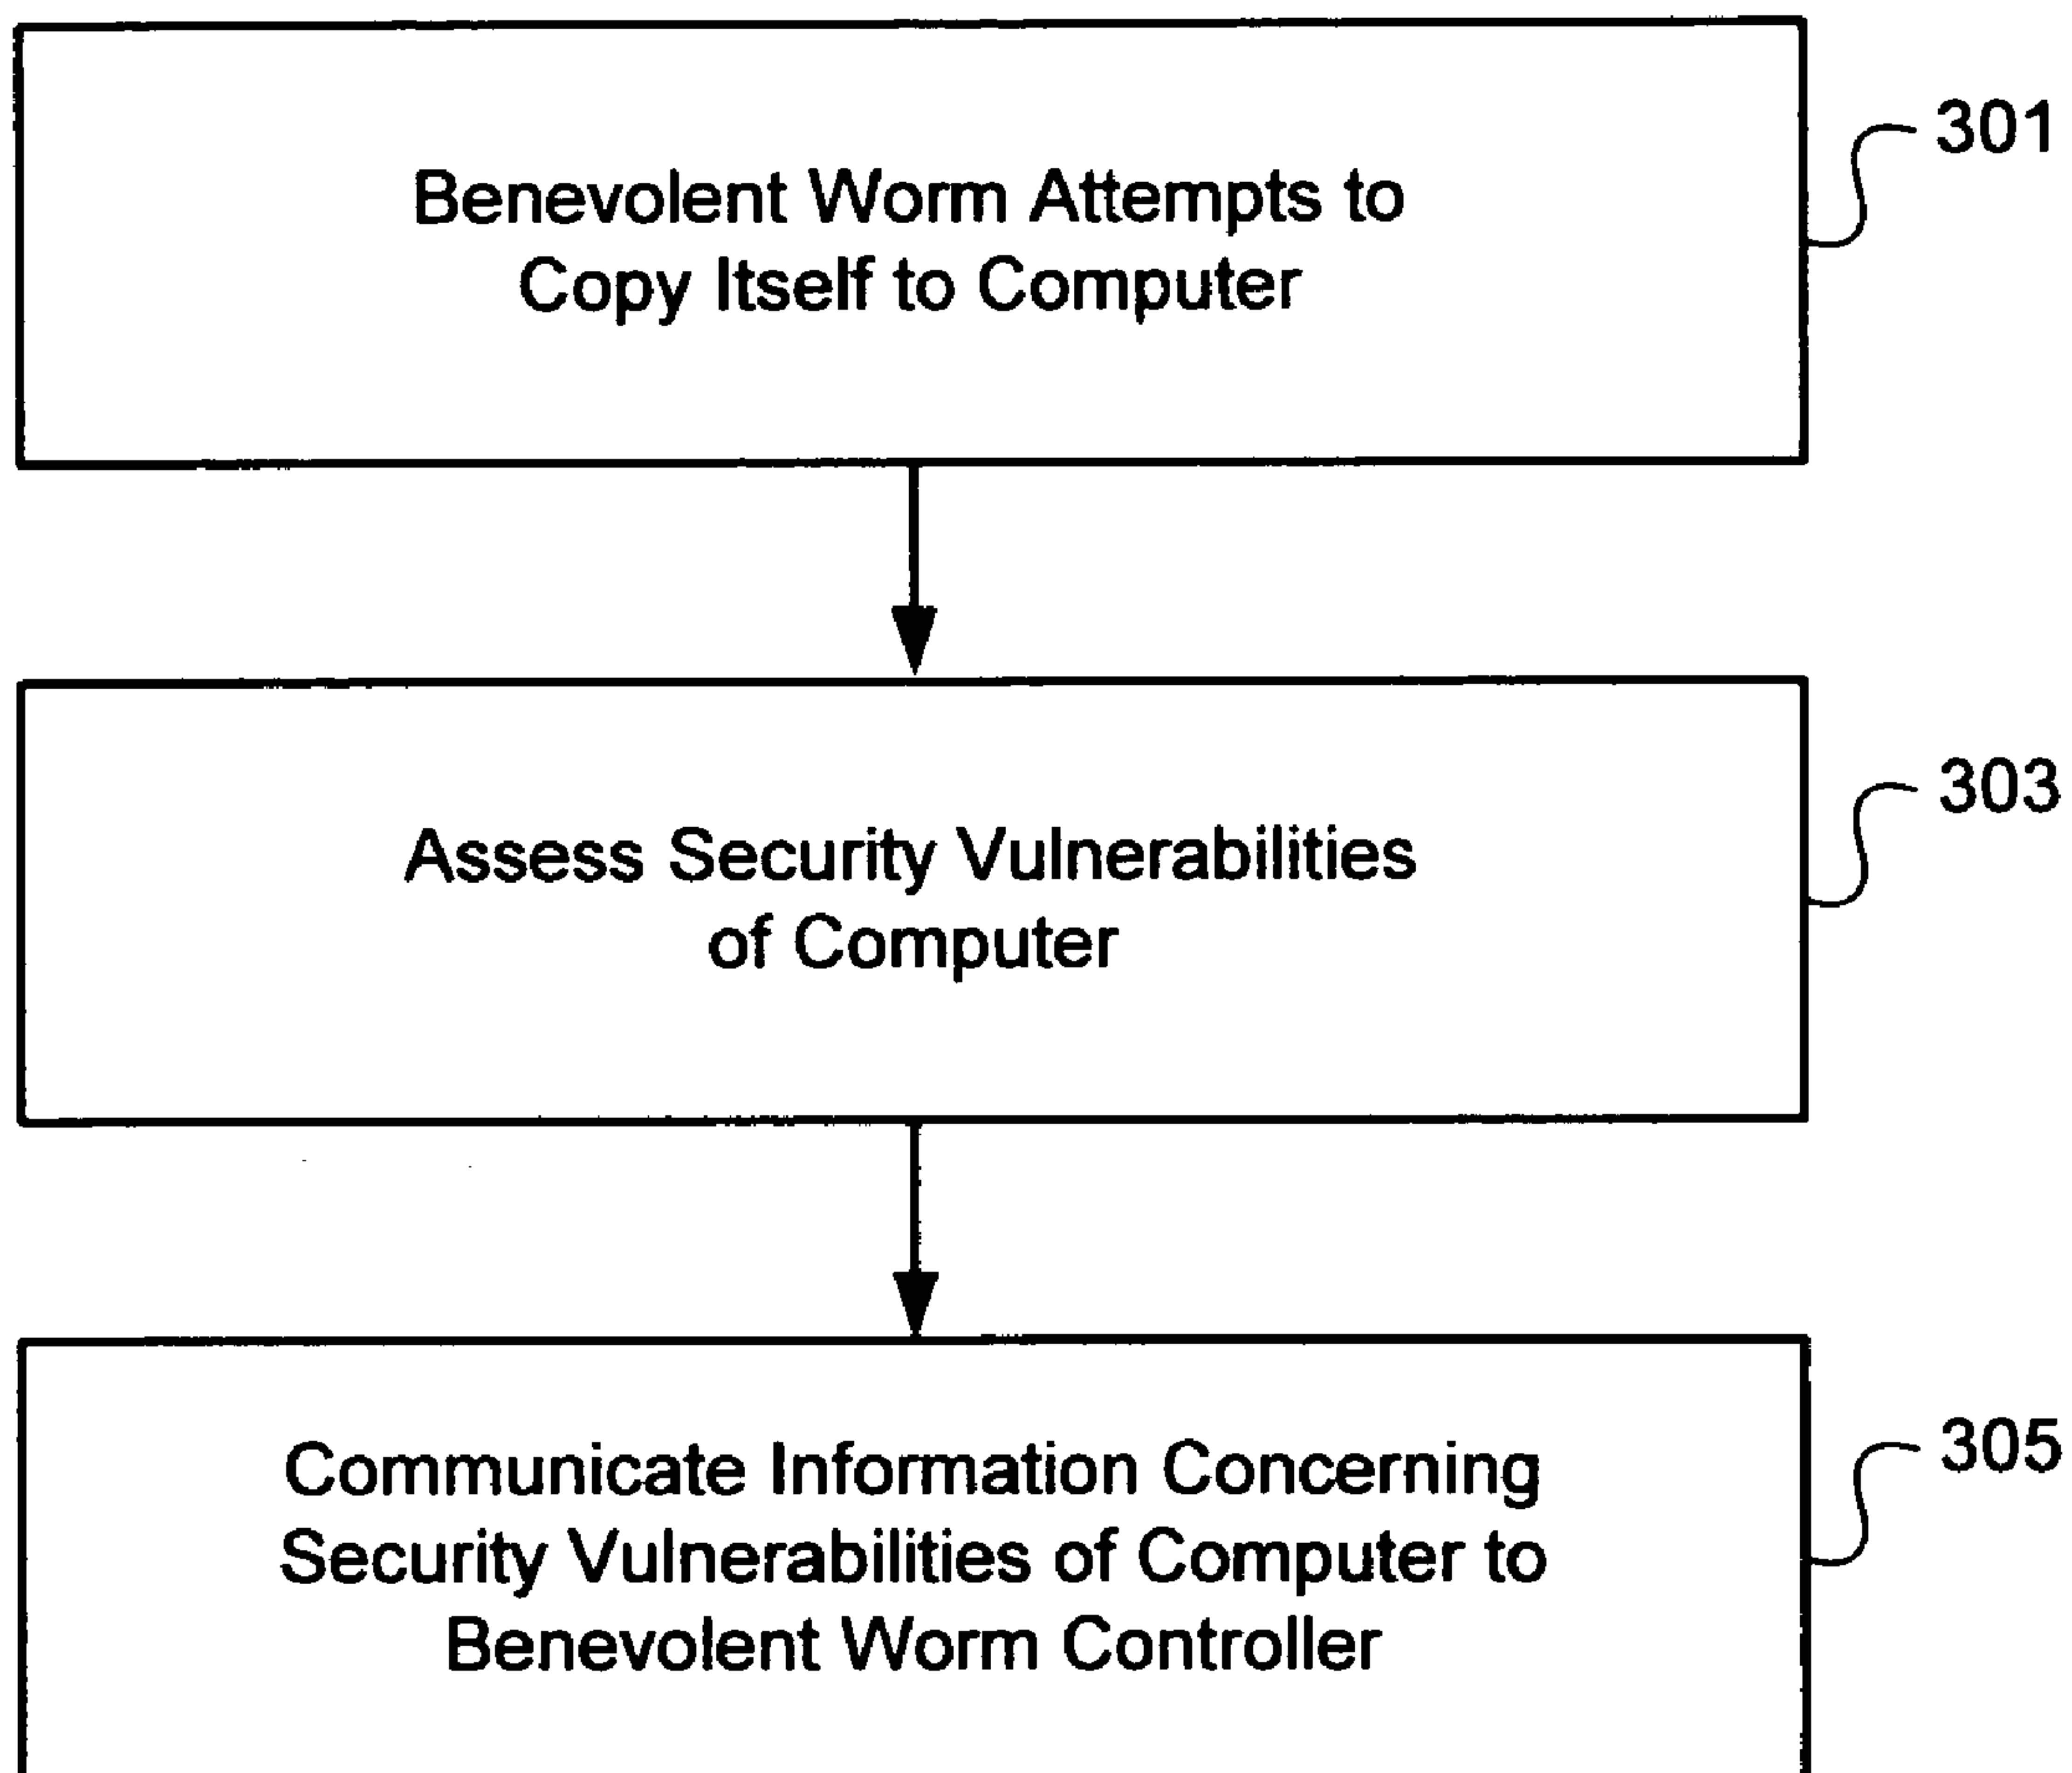 Benevolent Worm Attempts to
Copy Itself to Computer
301
Assess Security Vulnerabilities
of Computer
303
Communicate Information Concerning
Security Vulnerabilities of Computer to
Benevolent Worm Controller
305